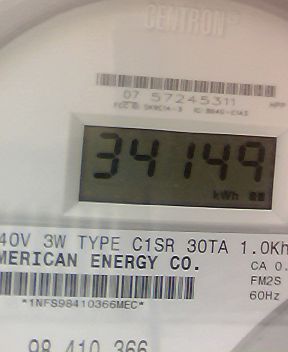 CENTRON®
07 57245311
34149
kWh
40V 3W TYPE C1SR 30TA 1.0Kh
MERICAN ENERGY CO.
CA 0.
FM2S
60Hz
*1NFS98410366MEC*
98 410 366